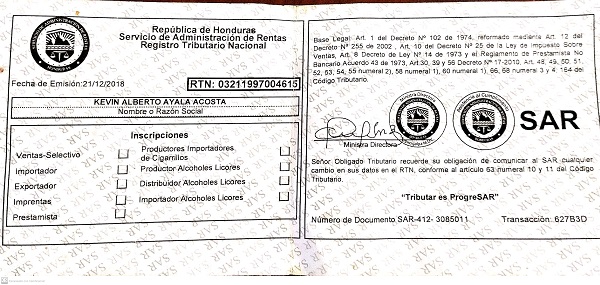 República de Honduras
Servicio de Administración de Rentas
Registro Tributario Nacional
Fecha de Emisión:21/12/2018
RTN: 03211997004615
KEVIN ALBERTO AYALA ACOSTA
Nombre o Razón Social
Inscripciones
Ventas-Selectivo
Productores Importadores
de Cigarrillos
Importador
Productor Alcoholes Licores
Exportador
Distribuidor Alcoholes Licores
Imprentas
Importador Alcoholes Licores
Prestamista
Base Legal: Art. 1 del Decreto Nº 102 de 1974, reformado mediante Art. 12 del
Decreto Nº 255 de 2002 , Art. 10 del Decreto Nº 25 de la Ley de Impuesto Sobre
Ventas, Art. 6 Decreto de Ley Nº 14 de 1973 y el Reglamento de Prestamista No
Bancario Acuerdo 43 de 1973, Art.30, 39 y 56 Decreto Nº 17-2010, Art. 48, 49, 50, 51,
52, 53, 54, 55 numeral 2), 58 numeral 1), 60 numeral 1), 66, 68 numeral 3 y 4, 164 del
Código Tributario.
Ministra Directora
SAR
Señor Obligado Tributario recuerde su obligación de comunicar al SAR cualquier
cambio en sus datos en el RTN, conforme al artículo 63 numeral 10 y 11 del Código
Tributario.
"Tributar es ProgreSAR"
Número de Documento SAR-412- 3085011
Transacción: 627B3D